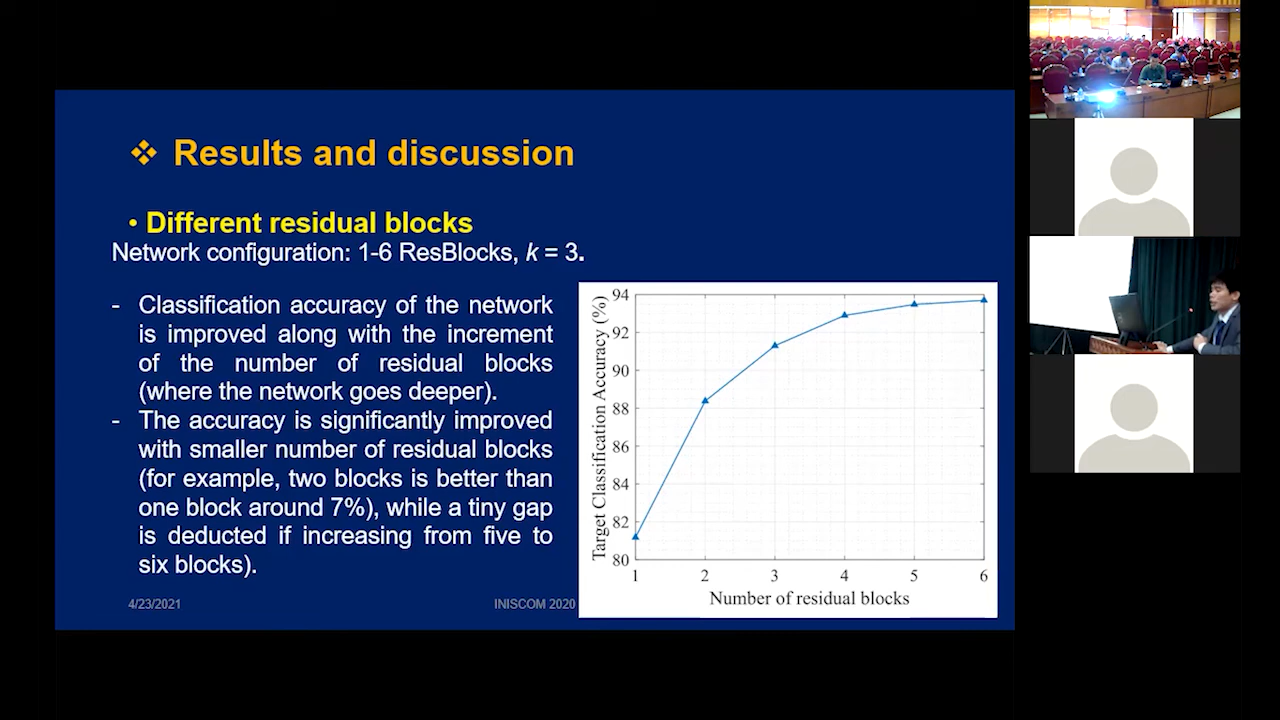 ❖ Results and discussion
• Different residual blocks
Network configuration: 1-6 ResBlocks, k = 3.
- Classification accuracy of the network
is improved along with the increment
of the number of residual blocks
(where the network goes deeper).
- The accuracy is significantly improved
with smaller number of residual blocks
(for example, two blocks is better than
one block around 7%), while a tiny gap
is deducted if increasing from five to
six blocks).
4/23/2021
INISCOM 2020
Target Classification Accuracy (%)
94
92
90
88
86
84
82
80
1 2 3 4 5 6
Number of residual blocks